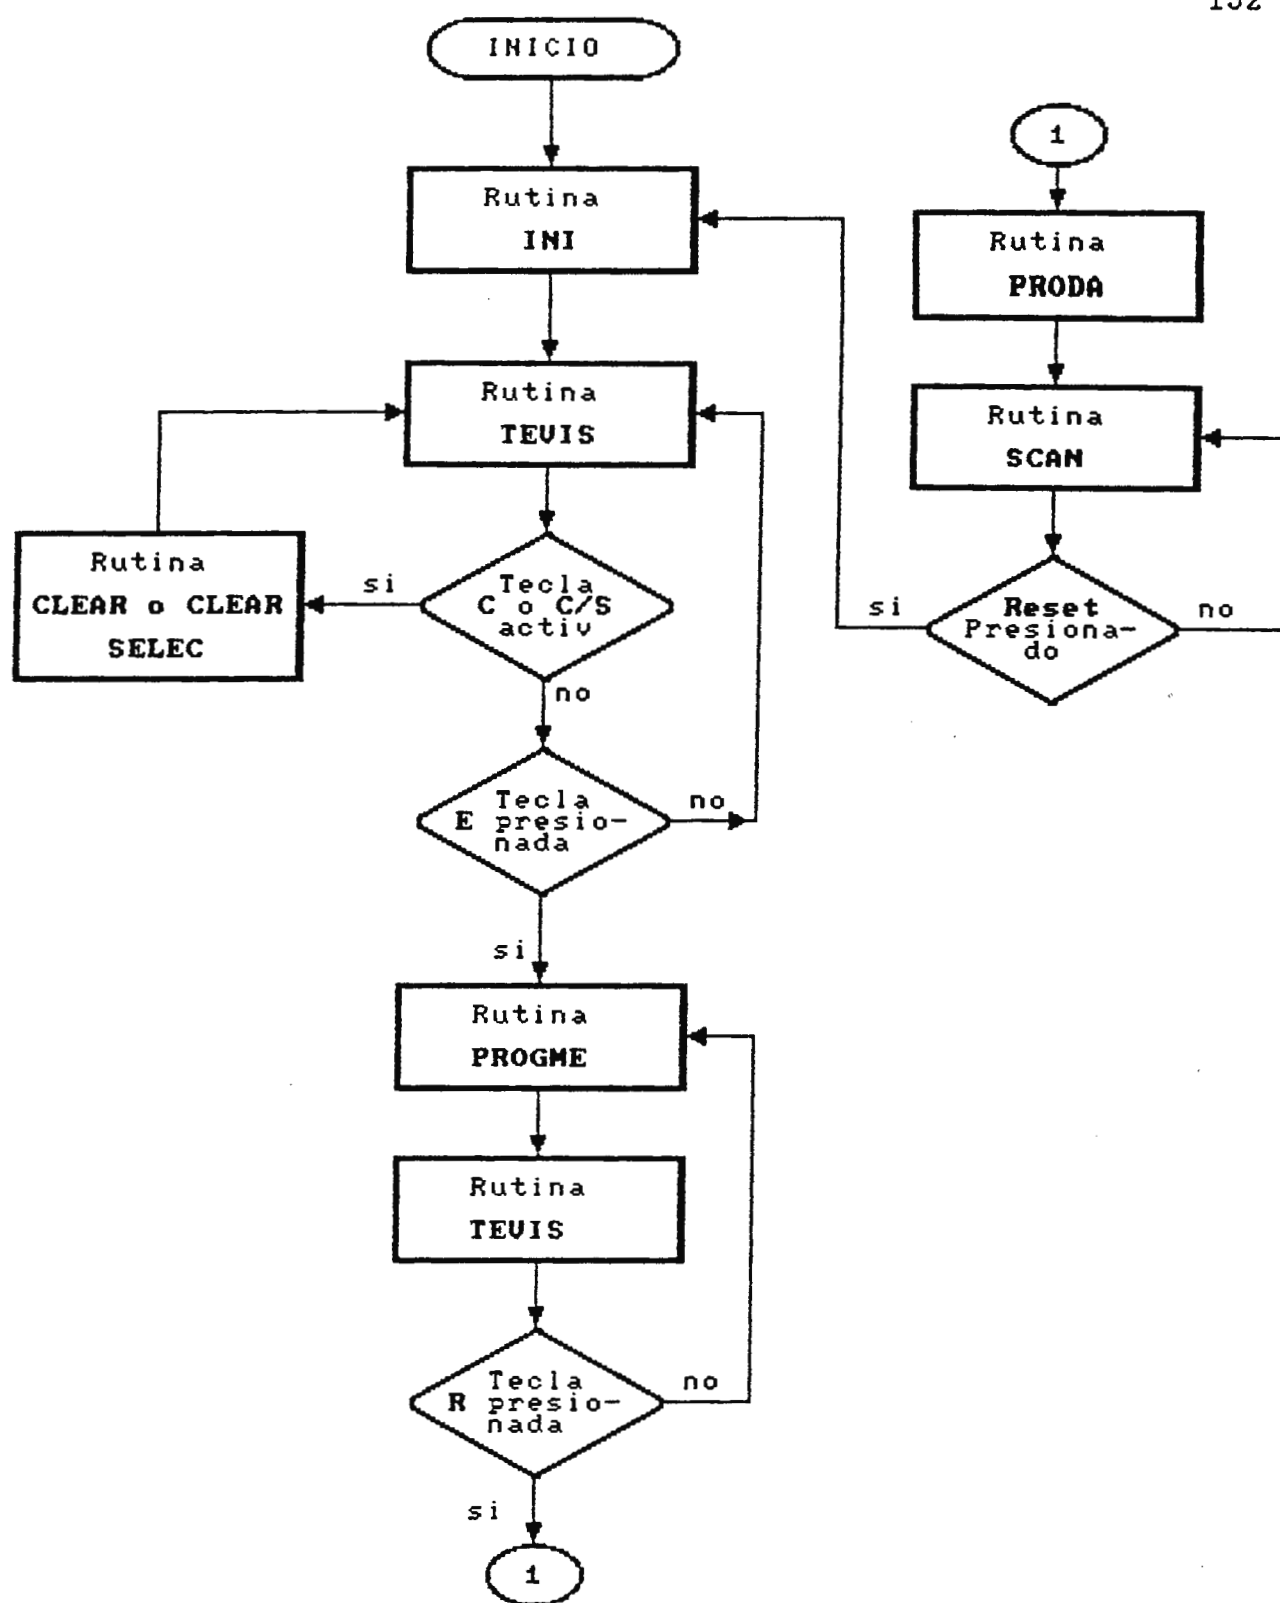 132
INICIO
Rutina
INI
Rutina
TEVIS
Rutina
CLEAR o CLEAR
SELEC
si
Tecla
C o C/S
activ
no
E Tecla
presio-
nada
no
si
Rutina
PROGME
Rutina
TEVIS
R Tecla
presio-
nada
no
si
1
1
Rutina
PRODA
Rutina
SCAN
si
Reset
Presiona-
do
no